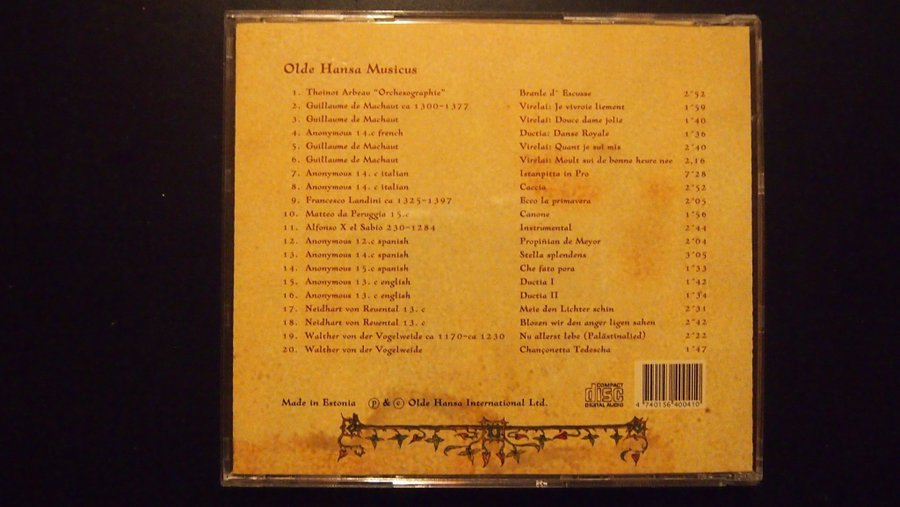 Olde Hansa Musicus
1. Thoinot Arbeau "Orchesographie" Branle d' Escusse 2'52
2. Guillaume de Machaut ca 1300-1377 Virelai: Je vivroie liement 1'59
3. Guillaume de Machaut Virelai: Douce dame jolie 1'40
4. Anonymous 14.c french Ductia: Danse Royale 1'36
5. Guillaume de Machaut Virelai: Quant je sui mis 2'40
6. Guillaume de Machaut Virelai: Moult sui de bonne heure nee 2,16
7. Anonymous 14. c italian Istanpitta in Pro 7'28
8. Anonymous 14. c italian Caccia 2'52
9. Francesco Landini ca 1325-1397 Ecco la primavera 2'05
10. Matteo da Peruggio 15.c Canone 1'56
11. Alfonso X el Sabio 230-1284 Instrumental 2'44
12. Anonymous 12.c spanish Propiñian de Meyor 2'04
13. Anonymous 14.c spanish Stella splendens 3'05
14. Anonymous 15.c spanish Che fato pora 1'33
15. Anonymous 13. c english Ductia I 1'42
16. Anonymous 13. c english Ductia II 1'34
17. Neidhart von Reuental 13. c Meie den Lichter schin 2'31
18. Neidhart von Reuental 13. c Blozen wir den anger ligen sahen 2'42
19. Walther von der Vogelweide ca 1170-ca 1230 Nu allerst lebe (Palästinalied) 2'22
20. Walther von der Vogelweide Chançonetta Tedescha 1'47
Made in Estonia ⓟ & ⓒ Olde Hansa International Ltd.
COMPACT
disc
DIGITAL AUDIO
4 740156 400410